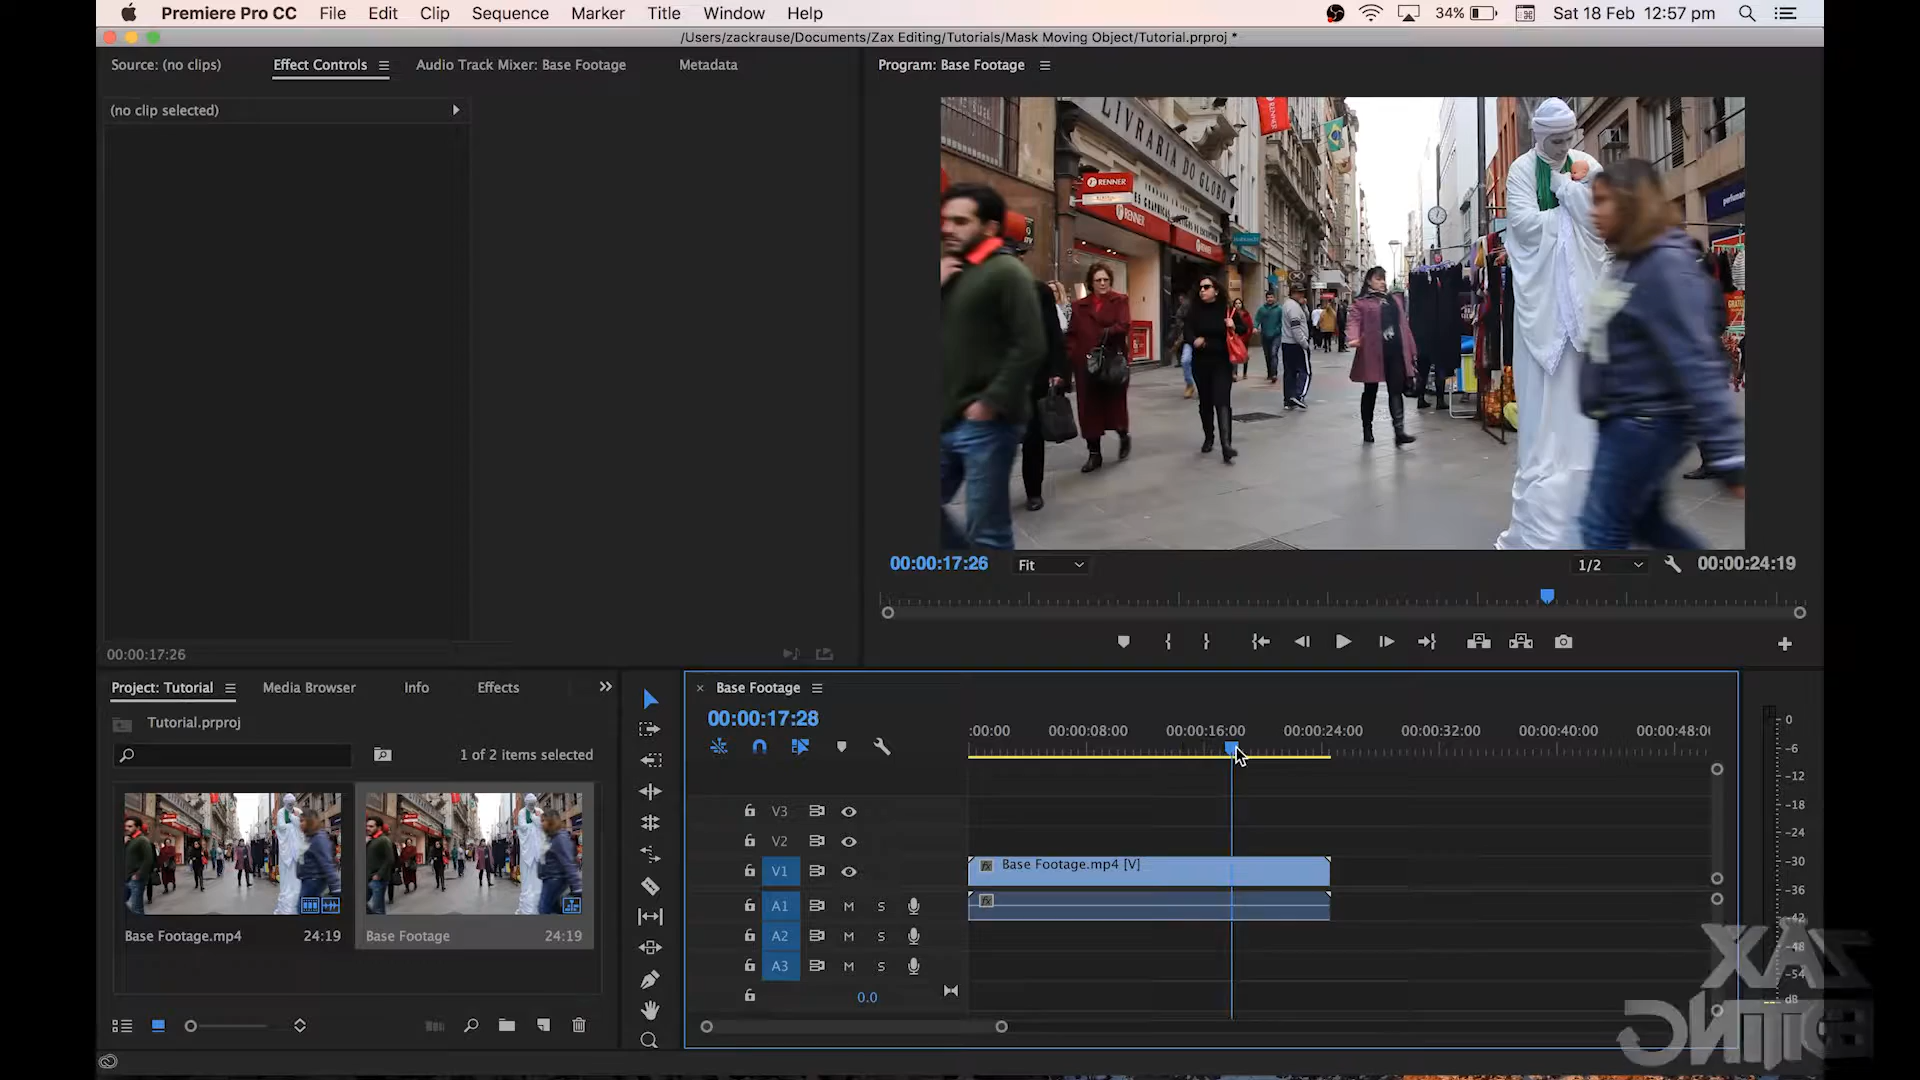 Premiere Pro CC File Edit Clip Sequence Marker Title Window Help 34% Sat 18 Feb 12:57 pm
/Users/zackrause/Documents/Zax Editing/Tutorials/Mask Moving Object/Tutorial.prproj *
Source: (no clips) Effect Controls Audio Track Mixer: Base Footage Metadata
Program: Base Footage
(no clip selected)
LIVRARIA DO GLOBO
RENNER
RENNER
RENNER
00:00:17:26 Fit 1/2 00:00:24:19
00:00:17:26
Project: Tutorial Media Browser Info Effects
Tutorial.prproj
1 of 2 items selected
Base Footage.mp4 24:19
Base Footage 24:19
Base Footage
00:00:17:28
:00:00 00:00:08:00 00:00:16:00 00:00:24:00 00:00:32:00 00:00:40:00 00:00:48:0
V3
V2
V1 Base Footage.mp4 [V]
fx
A1 M S
fx
A2 M S
A3 M S
0.0
0
-6
-12
-18
-24
-30
-36
-42
-48
-54
dB
ZAX
EDITING